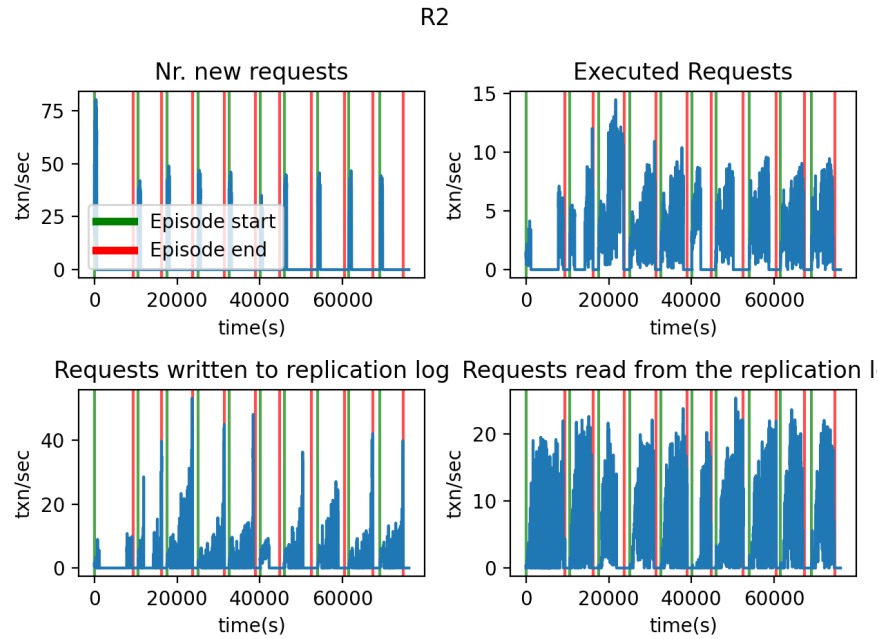 R2
Nr. new requests
Executed Requests
75
50
25
0
txn/sec
Episode start
Episode end
0 20000 40000 60000
time(s)
15
10
5
0
txn/sec
0 20000 40000 60000
time(s)
Requests written to replication log
Requests read from the replication l
40
20
0
txn/sec
0 20000 40000 60000
time(s)
20
10
0
txn/sec
0 20000 40000 60000
time(s)